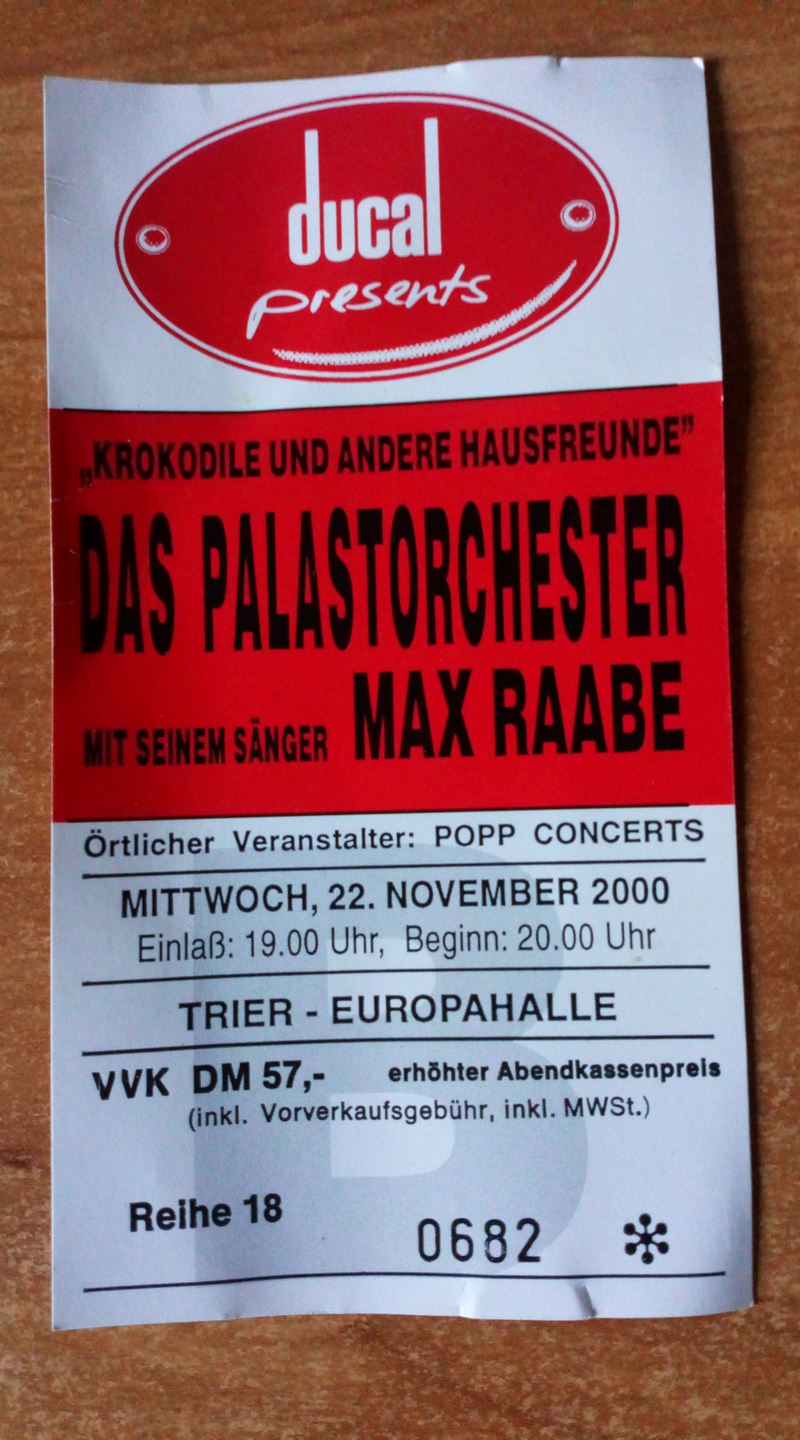 ducal
presents
„KROKODILE UND ANDERE HAUSFREUNDE”
DAS PALASTORCHESTER
MIT SEINEM SÄNGER MAX RAABE
Örtlicher Veranstalter: POPP CONCERTS
MITTWOCH, 22. NOVEMBER 2000
Einlaß: 19.00 Uhr, Beginn: 20.00 Uhr
TRIER - EUROPAHALLE
VVK DM 57,- erhöhter Abendkassenpreis
(inkl. Vorverkaufsgebühr, inkl. MWSt.)
B
Reihe 18
0682